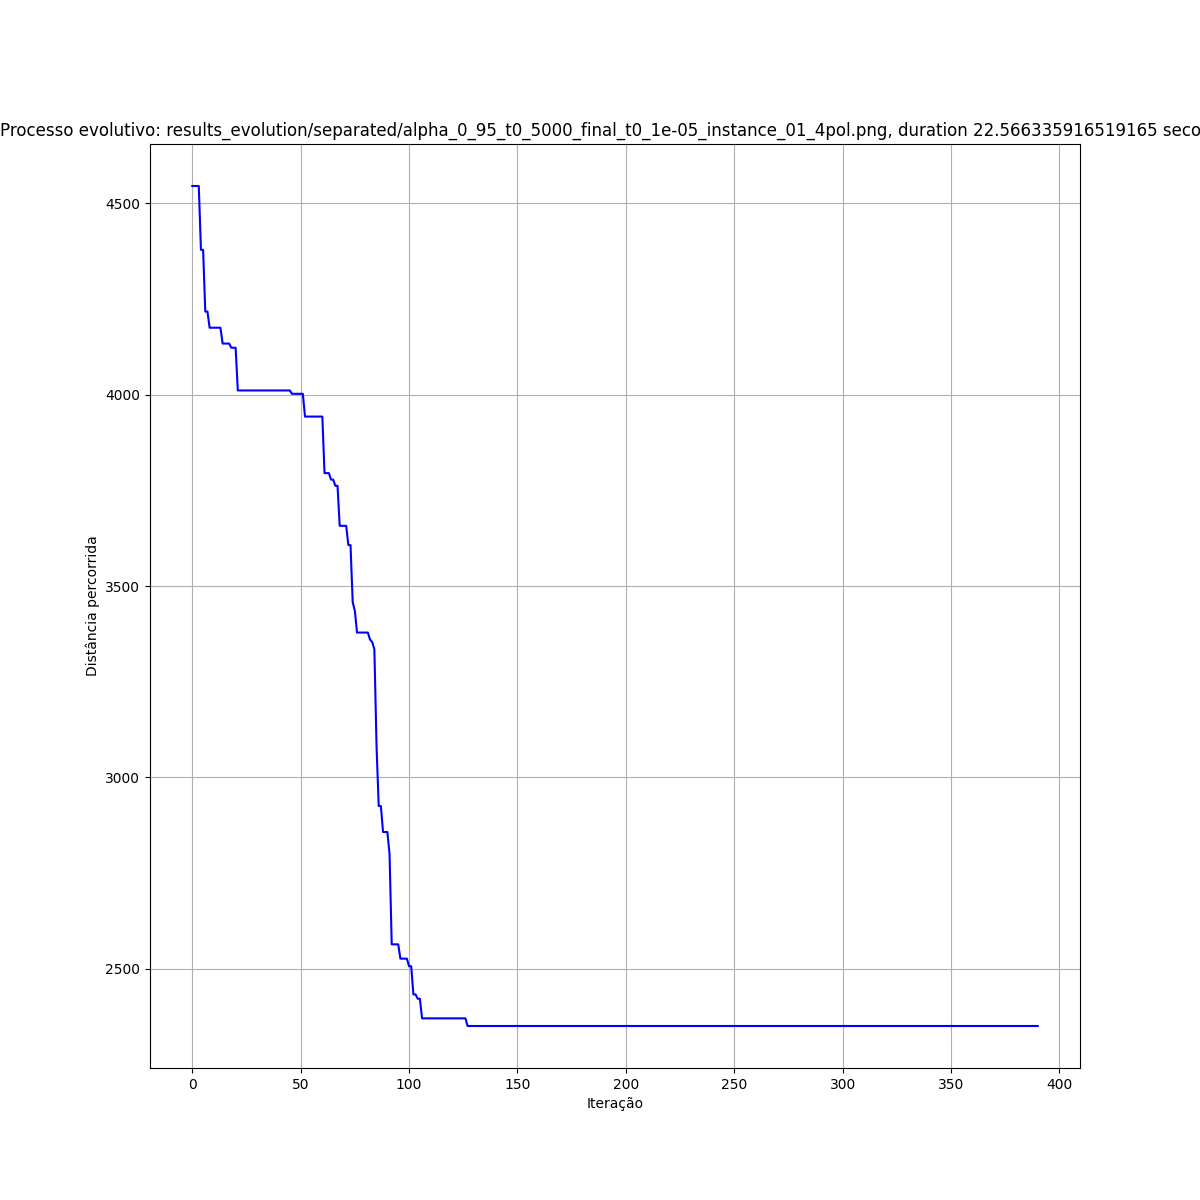 Processo evolutivo: results_evolution/separated/alpha_0_95_t0_5000_final_t0_1e-05_instance_01_4pol.png, duration 22.566335916519165 seco
4500
4000
3500
3000
2500
Distância percorrida
0 50 100 150 200 250 300 350 400
Iteração